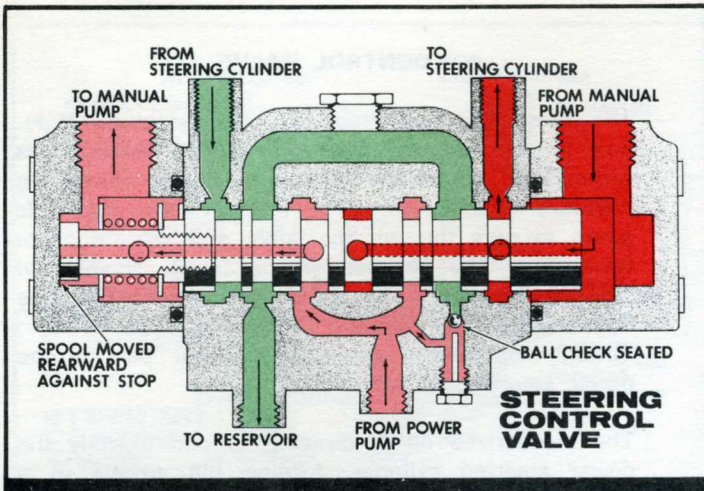 FROM
STEERING CYLINDER
TO
STEERING CYLINDER
TO MANUAL
PUMP
FROM MANUAL
PUMP
SPOOL MOVED
REARWARD
AGAINST STOP
BALL CHECK SEATED
TO RESERVOIR
FROM POWER
PUMP
STEERING
CONTROL
VALVE